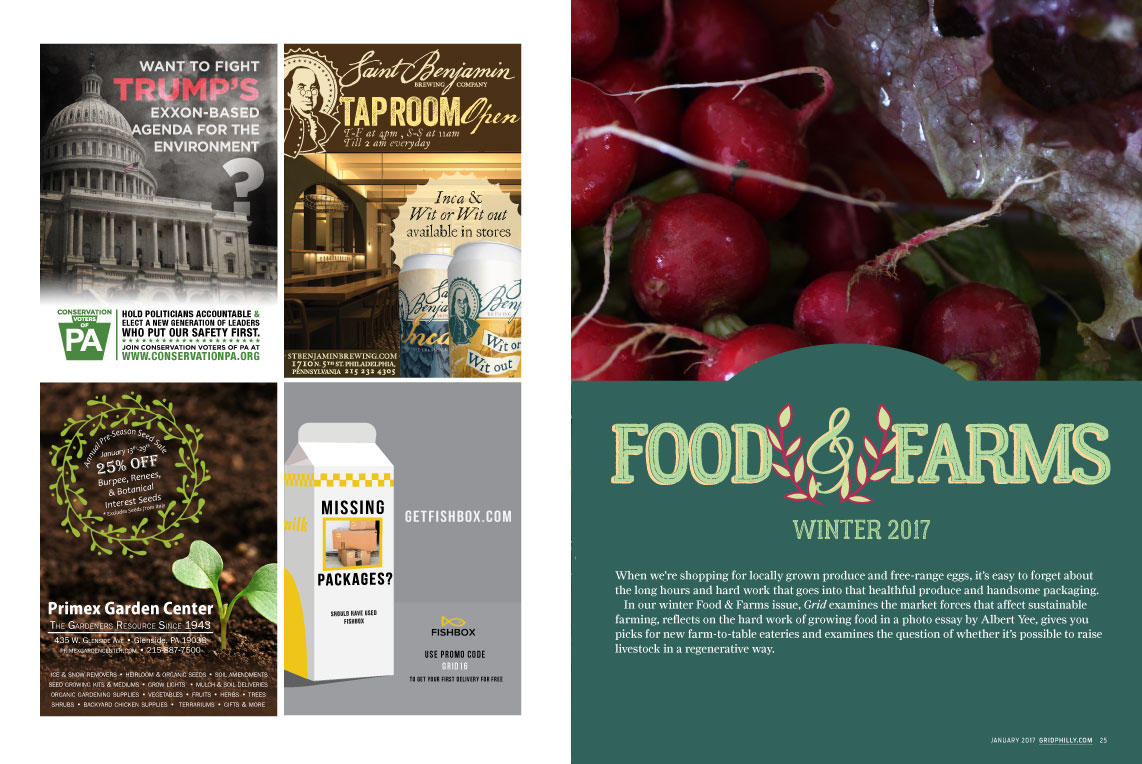 WANT TO FIGHT
TRUMP'S
EXXON-BASED
AGENDA FOR THE
ENVIRONMENT
?
CONSERVATION
VOTERS
OF
PA
HOLD POLITICIANS ACCOUNTABLE &
ELECT A NEW GENERATION OF LEADERS
WHO PUT OUR SAFETY FIRST.
JOIN CONSERVATION VOTERS OF PA AT
WWW.CONSERVATIONPA.ORG
Saint Benjamin
BREWING COMPANY
TAPROOM Open
T-F at 4pm , S-S at 11am
Till 2 am everyday
Inca &
Wit or Wit out
available in stores
Inca
Wit or
Wit out
STBENJAMINBREWING.COM
1710 N. 5TH ST. PHILADELPHIA,
PENNSYLVANIA 215 232 4305
Annual Pre-Season Seed Sale
January 13th-29th
25% OFF
Burpee, Renees,
& Botanical
Interest Seeds
* Excludes Seeds from Italy
Primex Garden Center
THE GARDENERS RESOURCE SINCE 1943
435 W. GLENSIDE AVE • Glenside, PA 19038
PRIMEXGARDENCENTER.COM • 215-887-7500
ICE & SNOW REMOVERS • HEIRLOOM & ORGANIC SEEDS • SOIL AMENDMENTS
SEED GROWING KITS & MEDIUMS • GROW LIGHTS • MULCH & SOIL DELIVERIES
ORGANIC GARDENING SUPPLIES • VEGETABLES • FRUITS • HERBS • TREES
SHRUBS • BACKYARD CHICKEN SUPPLIES • TERRARIUMS • GIFTS & MORE
milk
MISSING
PACKAGES?
SHOULD HAVE USED
FISHBOX
GETFISHBOX.COM
FISHBOX
USE PROMO CODE
GRID16
TO GET YOUR FIRST DELIVERY FOR FREE
FOOD & FARMS
WINTER 2017
When we're shopping for locally grown produce and free-range eggs, it's easy to forget about
the long hours and hard work that goes into that healthful produce and handsome packaging.
In our winter Food & Farms issue, Grid examines the market forces that affect sustainable
farming, reflects on the hard work of growing food in a photo essay by Albert Yee, gives you
picks for new farm-to-table eateries and examines the question of whether it's possible to raise
livestock in a regenerative way.
JANUARY 2017 GRIDPHILLY.COM 25